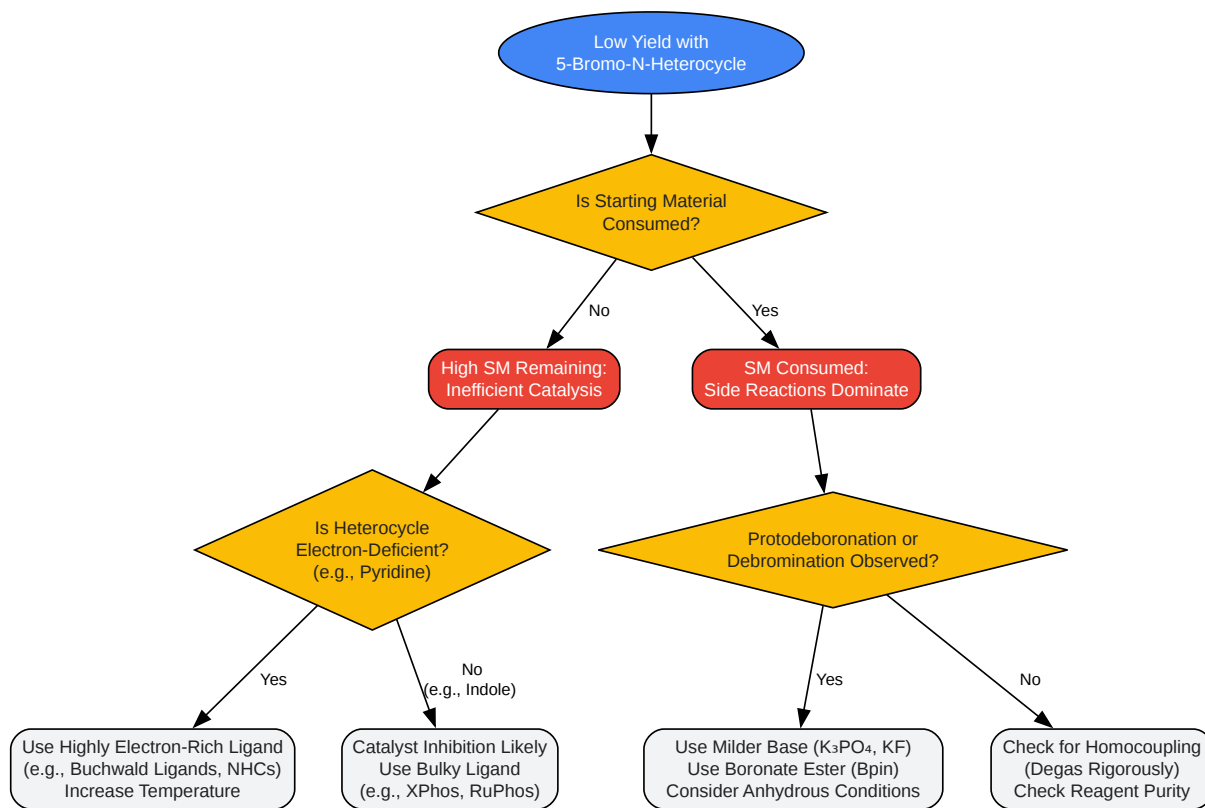 Low Yield with
5-Bromo-N-Heterocycle
Is Starting Material
Consumed?
No
Yes
High SM Remaining:
Inefficient Catalysis
SM Consumed:
Side Reactions Dominate
Is Heterocycle
Electron-Deficient?
(e.g., Pyridine)
Protodeboronation or
Debromination Observed?
Yes
No
(e.g., Indole)
Yes
No
Use Highly Electron-Rich Ligand
(e.g., Buchwald Ligands, NHCs)
Increase Temperature
Catalyst Inhibition Likely
Use Bulky Ligand
(e.g., XPhos, RuPhos)
Use Milder Base (K₃PO₄, KF)
Use Boronate Ester (Bpin)
Consider Anhydrous Conditions
Check for Homocoupling
(Degas Rigorously)
Check Reagent Purity